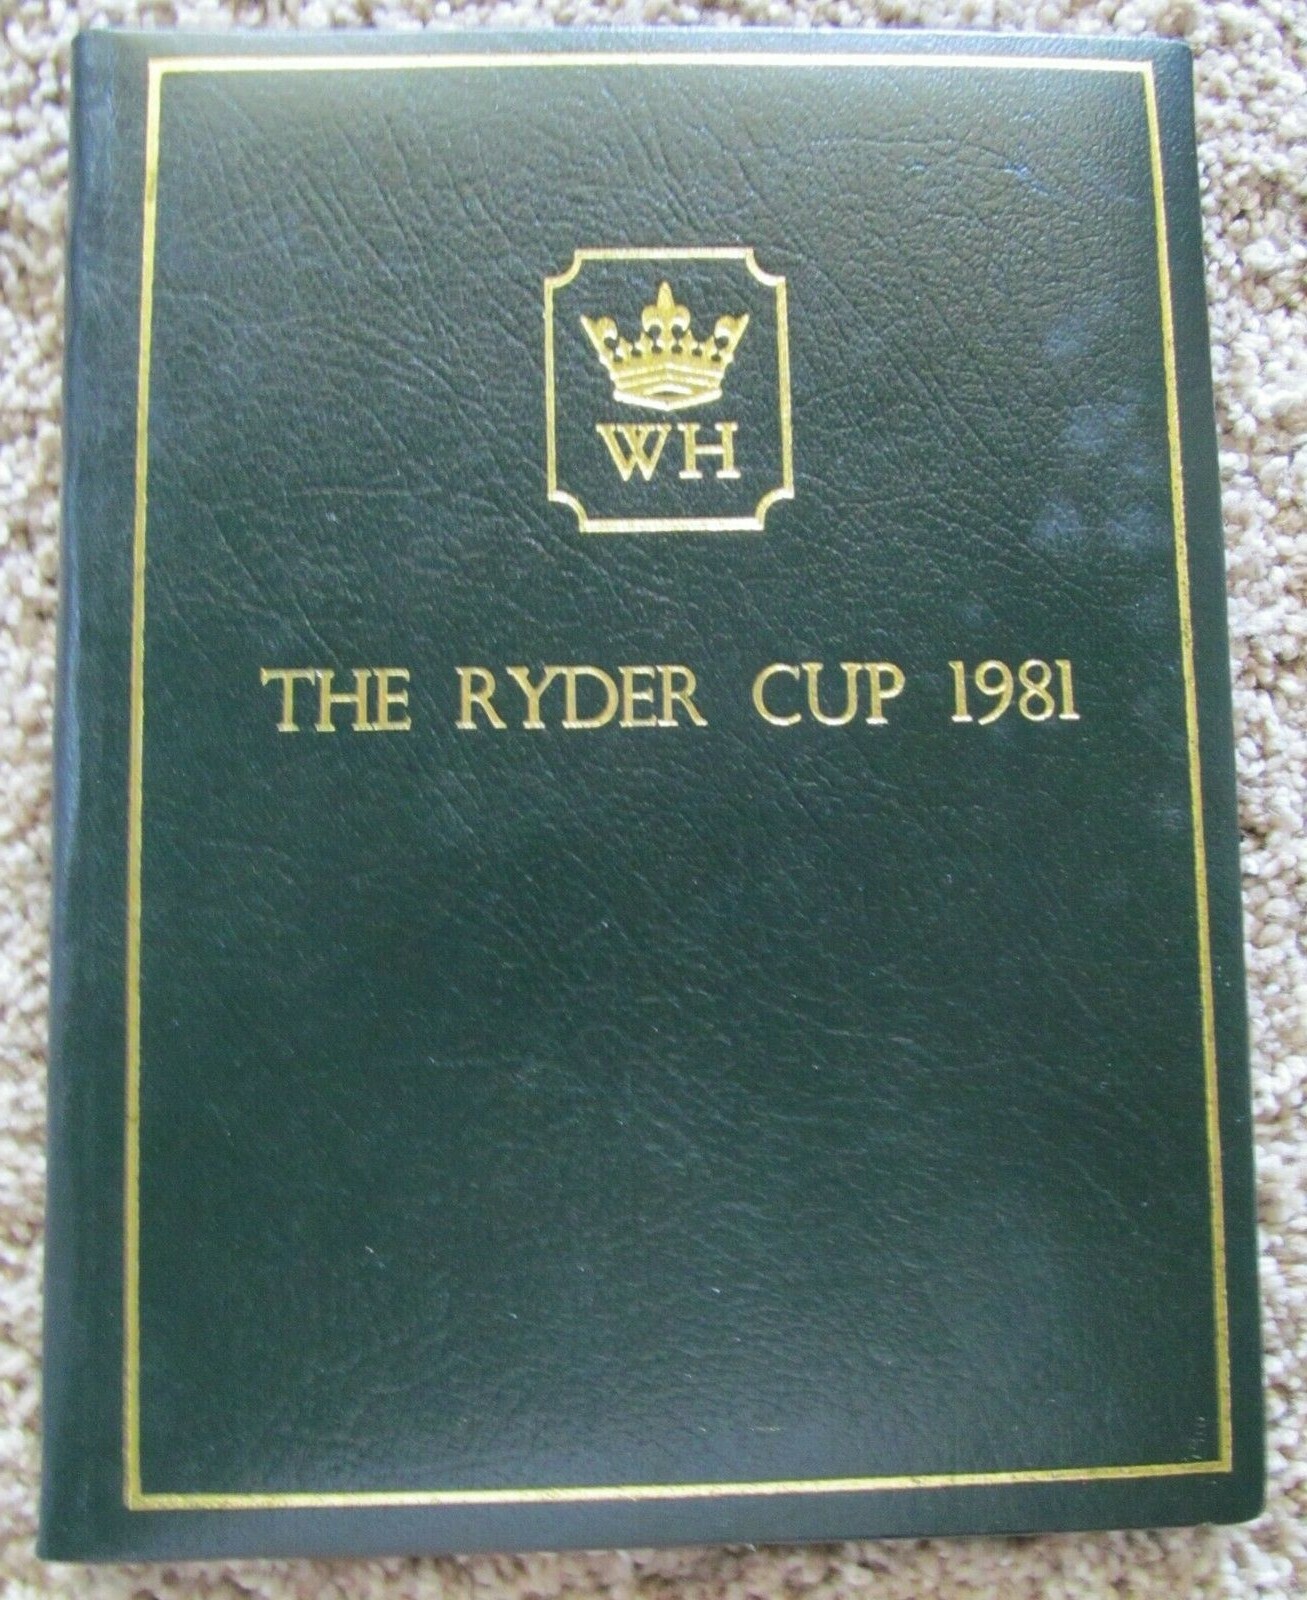 WH
THE RYDER CUP 1981